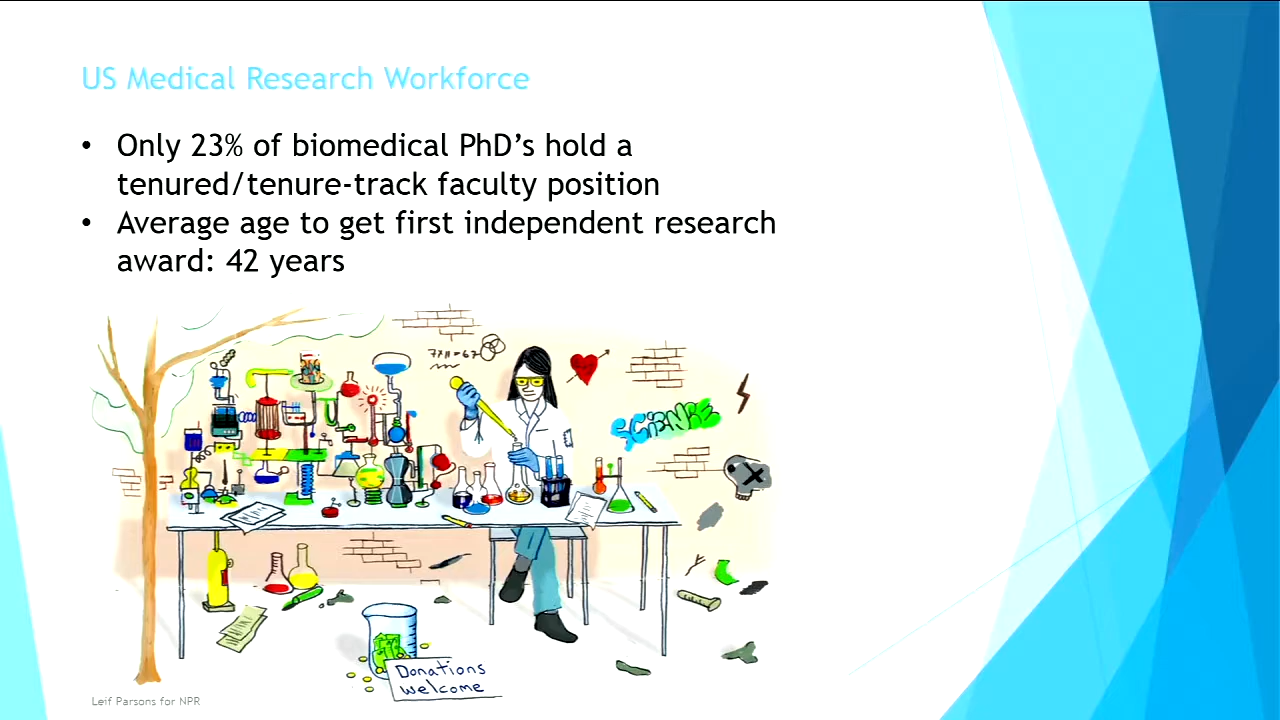 US Medical Research Workforce
• Only 23% of biomedical PhD’s hold a
tenured/tenure-track faculty position
• Average age to get first independent research
award: 42 years
SCIENCE
Donations
welcome
Leif Parsons for NPR